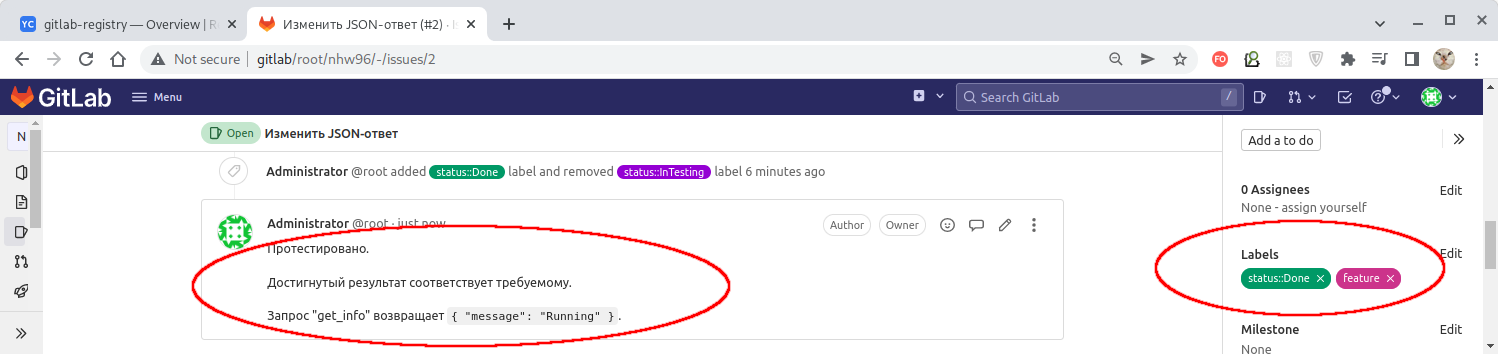 gitlab-registry — Overview | R
Изменить JSON-ответ (#2) · I
Not secure | gitlab/root/nhw96/-/issues/2
GitLab Menu Search GitLab /
N
Open Изменить JSON-ответ
Add a to do
Administrator @root added status::Done label and removed status::InTesting label 6 minutes ago
0 Assignees Edit
None - assign yourself
Administrator @root · just now Author Owner
Протестировано.
Достигнутый результат соответствует требуемому.
Запрос "get_info" возвращает { "message": "Running" } .
Labels Edit
status::Done × feature ×
Milestone Edit
None